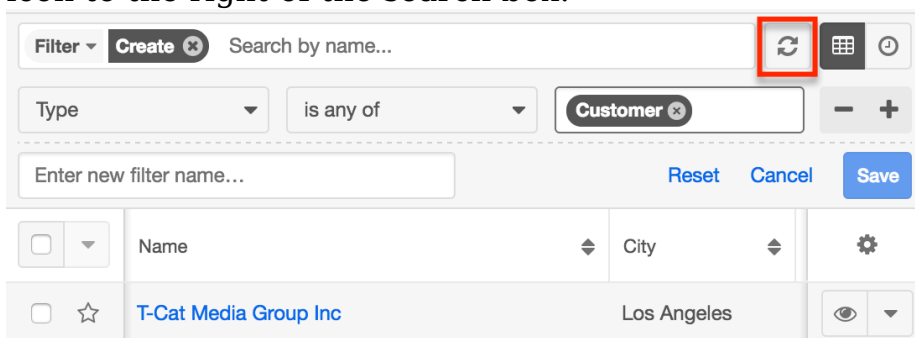 icon to the right of the search box.
Filter Create Search by name...
Type is any of Customer
Enter new filter name... Reset Cancel Save
Name City
T-Cat Media Group Inc Los Angeles